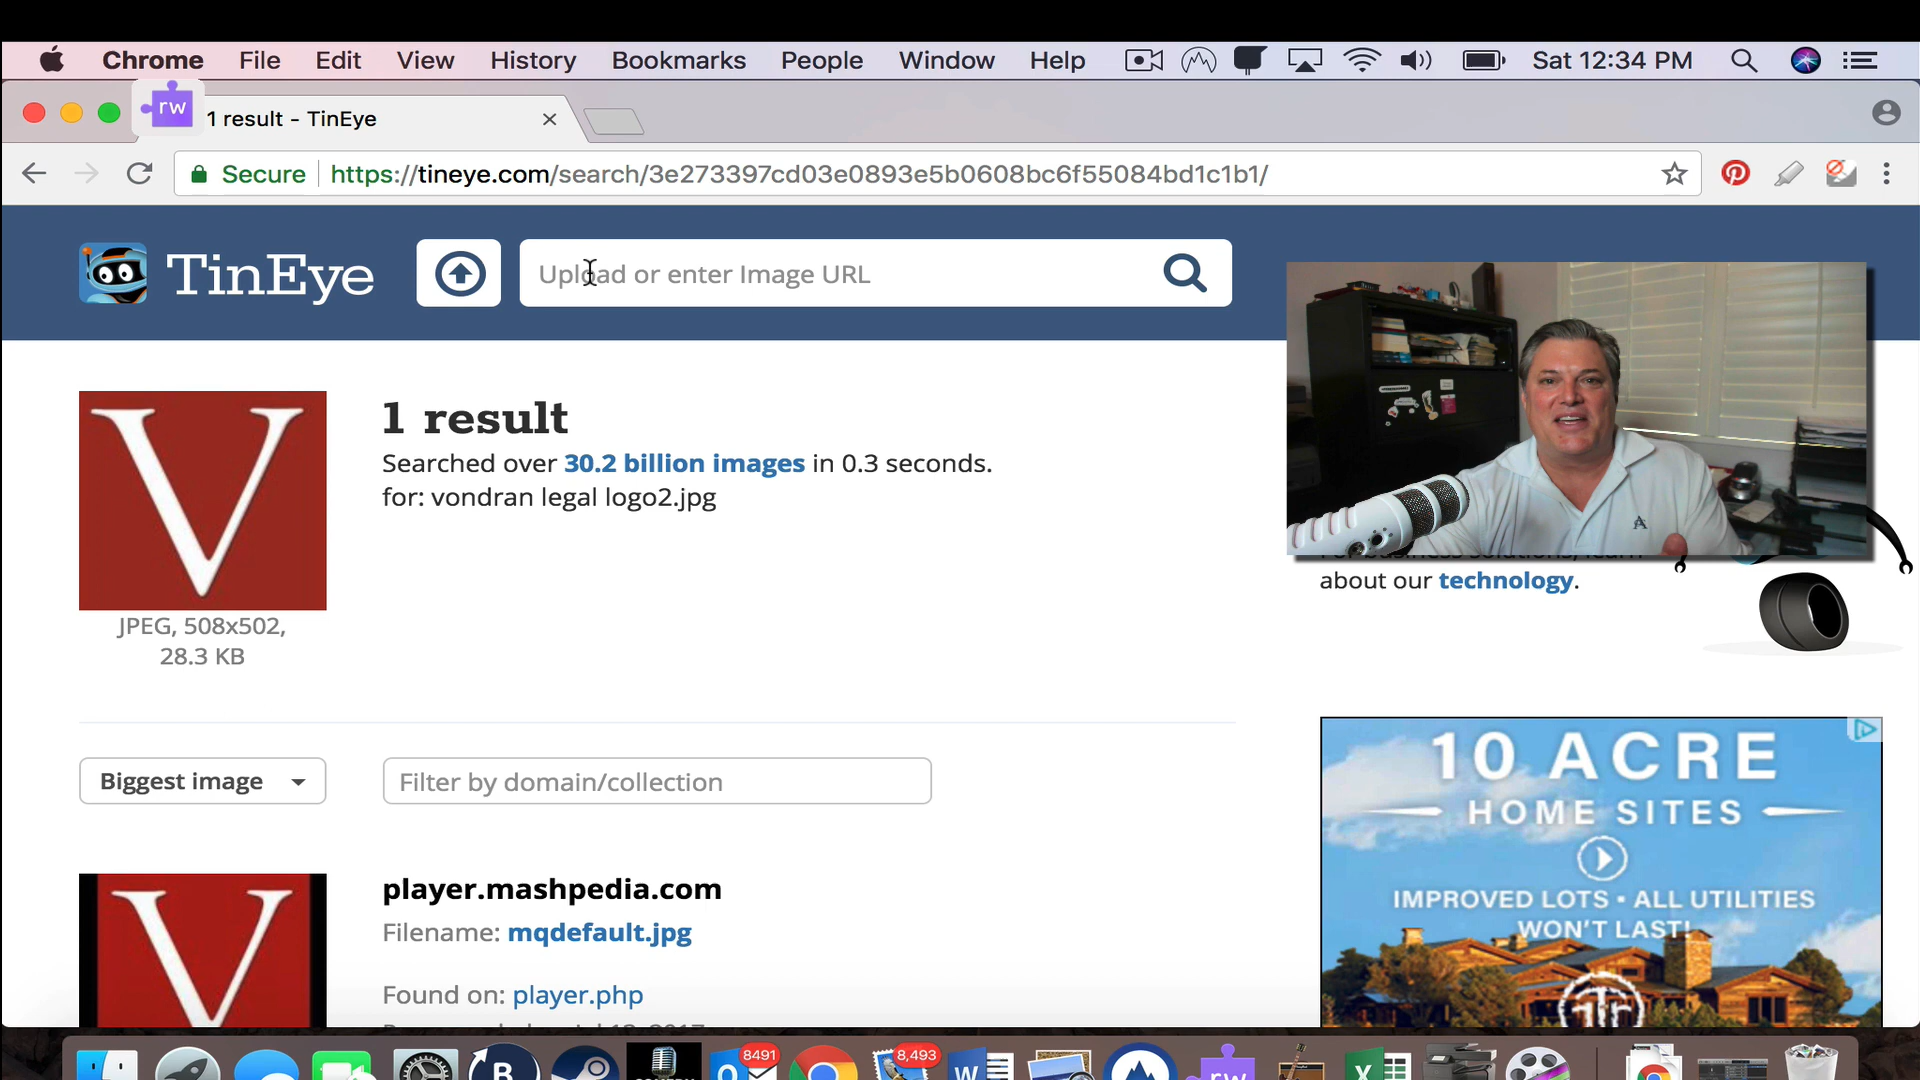 Chrome File Edit View History Bookmarks People Window Help Sat 12:34 PM
rw 1 result - TinEye
Secure https://tineye.com/search/3e273397cd03e0893e5b0608bc6f55084bd1c1b1/
TinEye Upload or enter Image URL
V
1 result
Searched over 30.2 billion images in 0.3 seconds.
for: vondran legal logo2.jpg
JPEG, 508x502,
28.3 KB
about our technology.
Biggest image Filter by domain/collection
V
player.mashpedia.com
Filename: mqdefault.jpg
Found on: player.php
10 ACRE
HOME SITES
IMPROVED LOTS • ALL UTILITIES
WON'T LAST!
8491 8,493
B W rw X